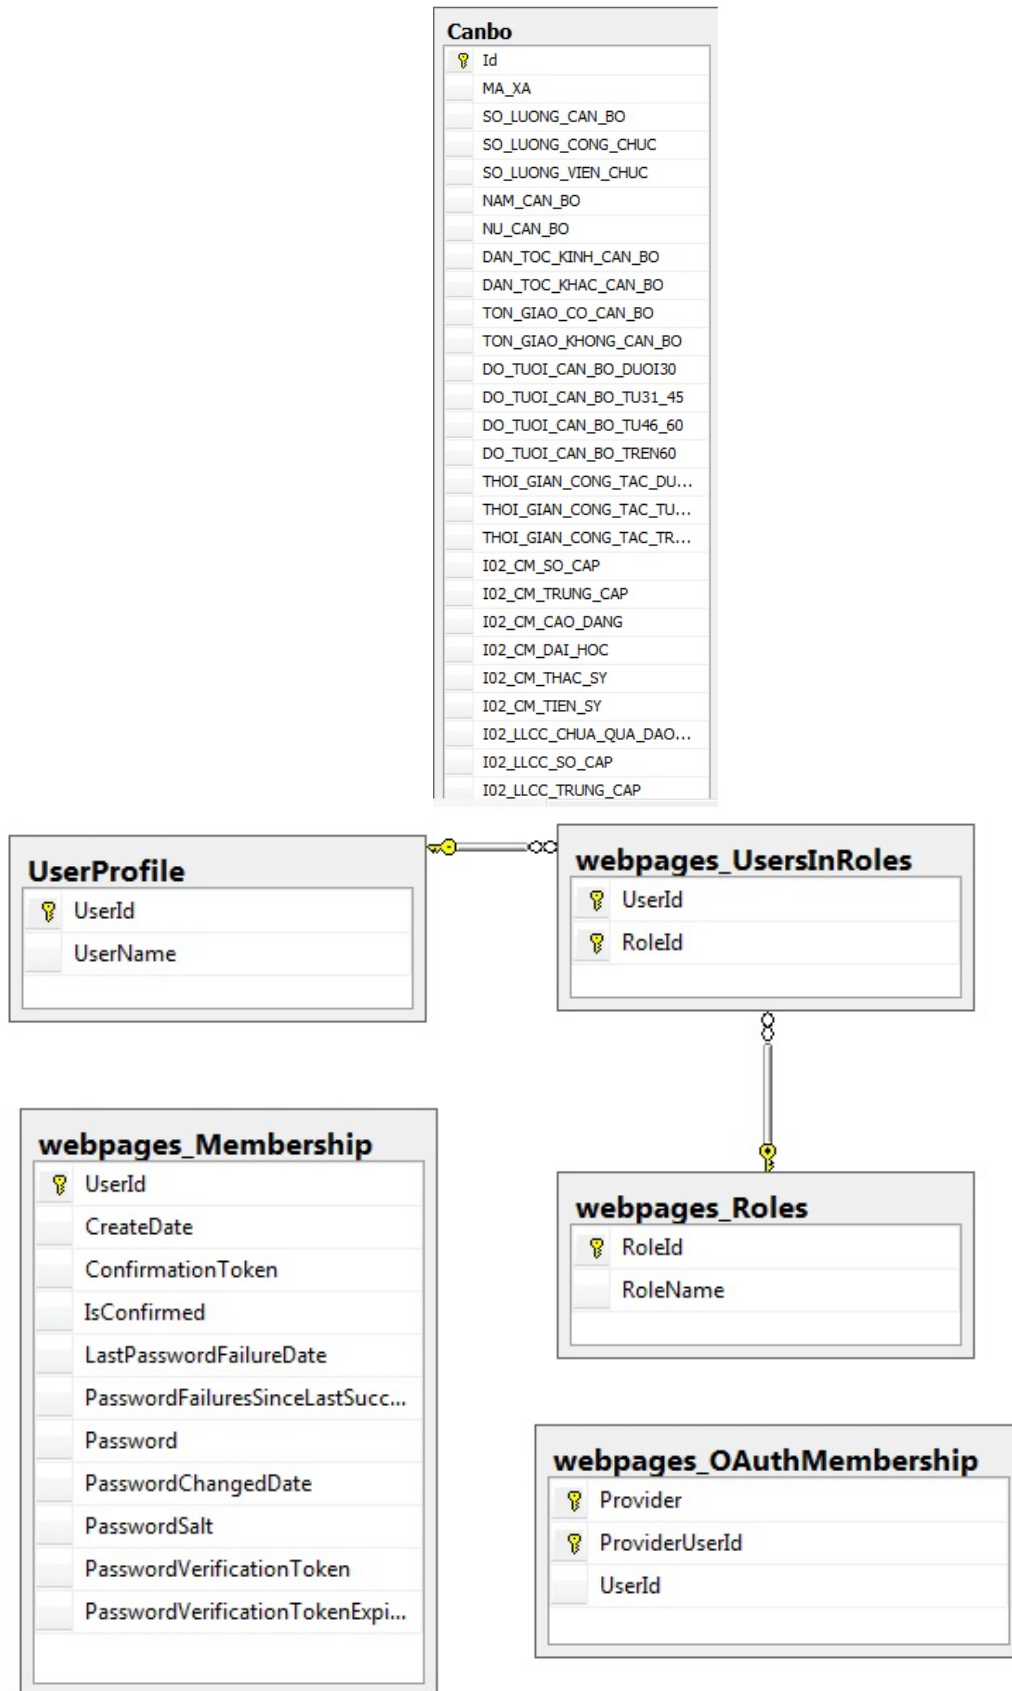 Canbo
Id
MA_XA
SO_LUONG_CAN_BO
SO_LUONG_CONG_CHUC
SO_LUONG_VIEN_CHUC
NAM_CAN_BO
NU_CAN_BO
DAN_TOC_KINH_CAN_BO
DAN_TOC_KHAC_CAN_BO
TON_GIAO_CO_CAN_BO
TON_GIAO_KHONG_CAN_BO
DO_TUOI_CAN_BO_DUOI30
DO_TUOI_CAN_BO_TU31_45
DO_TUOI_CAN_BO_TU46_60
DO_TUOI_CAN_BO_TREN60
THOI_GIAN_CONG_TAC_DU...
THOI_GIAN_CONG_TAC_TU...
THOI_GIAN_CONG_TAC_TR...
I02_CM_SO_CAP
I02_CM_TRUNG_CAP
I02_CM_CAO_DANG
I02_CM_DAI_HOC
I02_CM_THAC_SY
I02_CM_TIEN_SY
I02_LLCC_CHUA_QUA_DAO...
I02_LLCC_SO_CAP
I02_LLCC_TRUNG_CAP
UserProfile
UserId
UserName
webpages_UsersInRoles
UserId
RoleId
webpages_Membership
UserId
CreateDate
ConfirmationToken
IsConfirmed
LastPasswordFailureDate
PasswordFailuresSinceLastSucc...
Password
PasswordChangedDate
PasswordSalt
PasswordVerificationToken
PasswordVerificationTokenExpi...
webpages_Roles
RoleId
RoleName
webpages_OAuthMembership
Provider
ProviderUserId
UserId